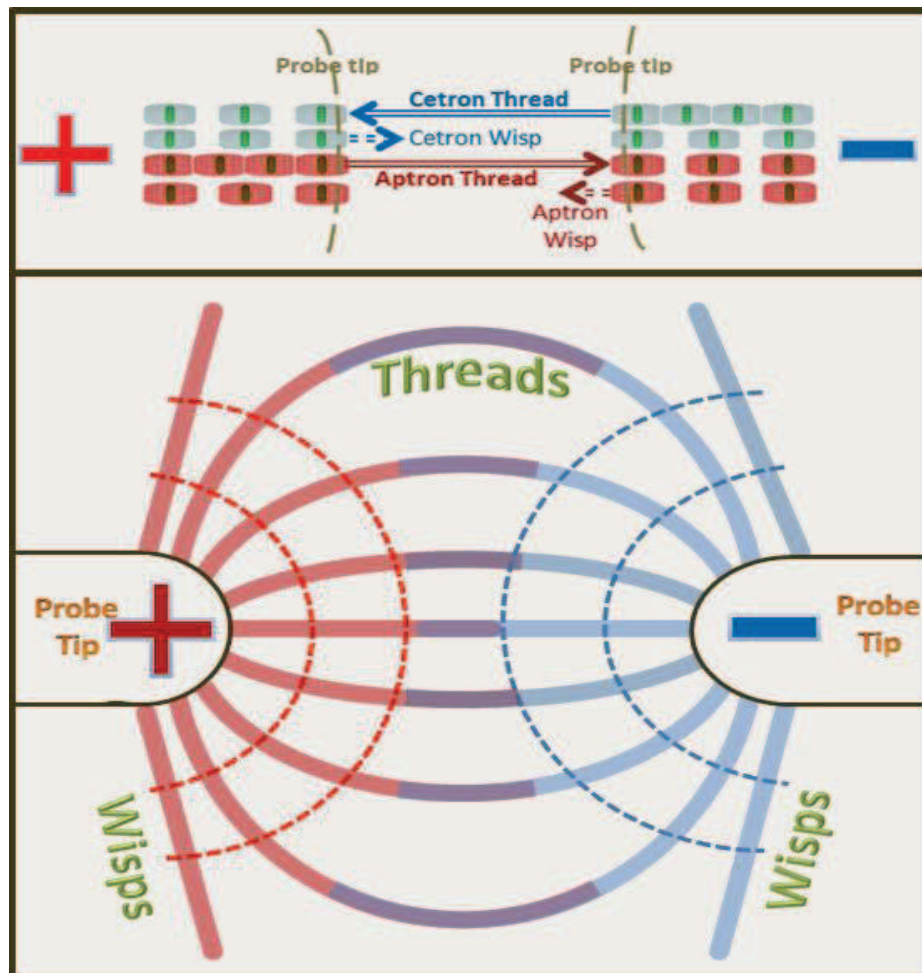 Probe tip Probe tip
Cetron Thread
Cetron Wisp
Aptron Thread
Aptron
Wisp
Threads
Probe
Tip
Probe
Tip
Wisps
Wisps